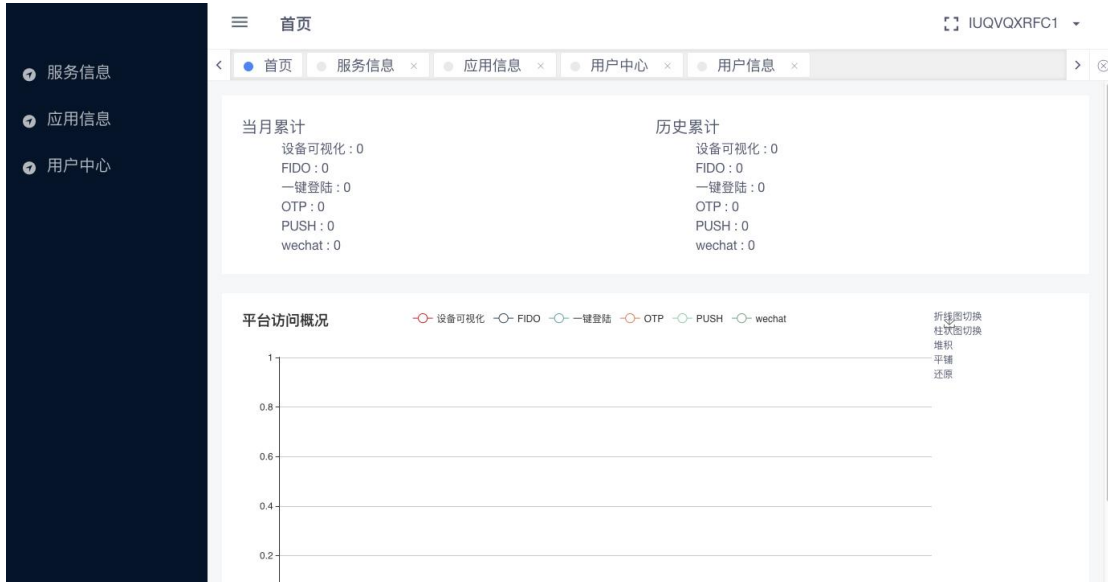 首页
IUQVQXRFC1
服务信息
应用信息
用户中心
首页 服务信息 × 应用信息 × 用户中心 × 用户信息 ×
当月累计
设备可视化 : 0
FIDO : 0
一键登陆 : 0
OTP : 0
PUSH : 0
wechat : 0
历史累计
设备可视化 : 0
FIDO : 0
一键登陆 : 0
OTP : 0
PUSH : 0
wechat : 0
平台访问概况
设备可视化 FIDO 一键登陆 OTP PUSH wechat
折线图切换
柱状图切换
堆积
平铺
还原
1
0.8
0.6
0.4
0.2